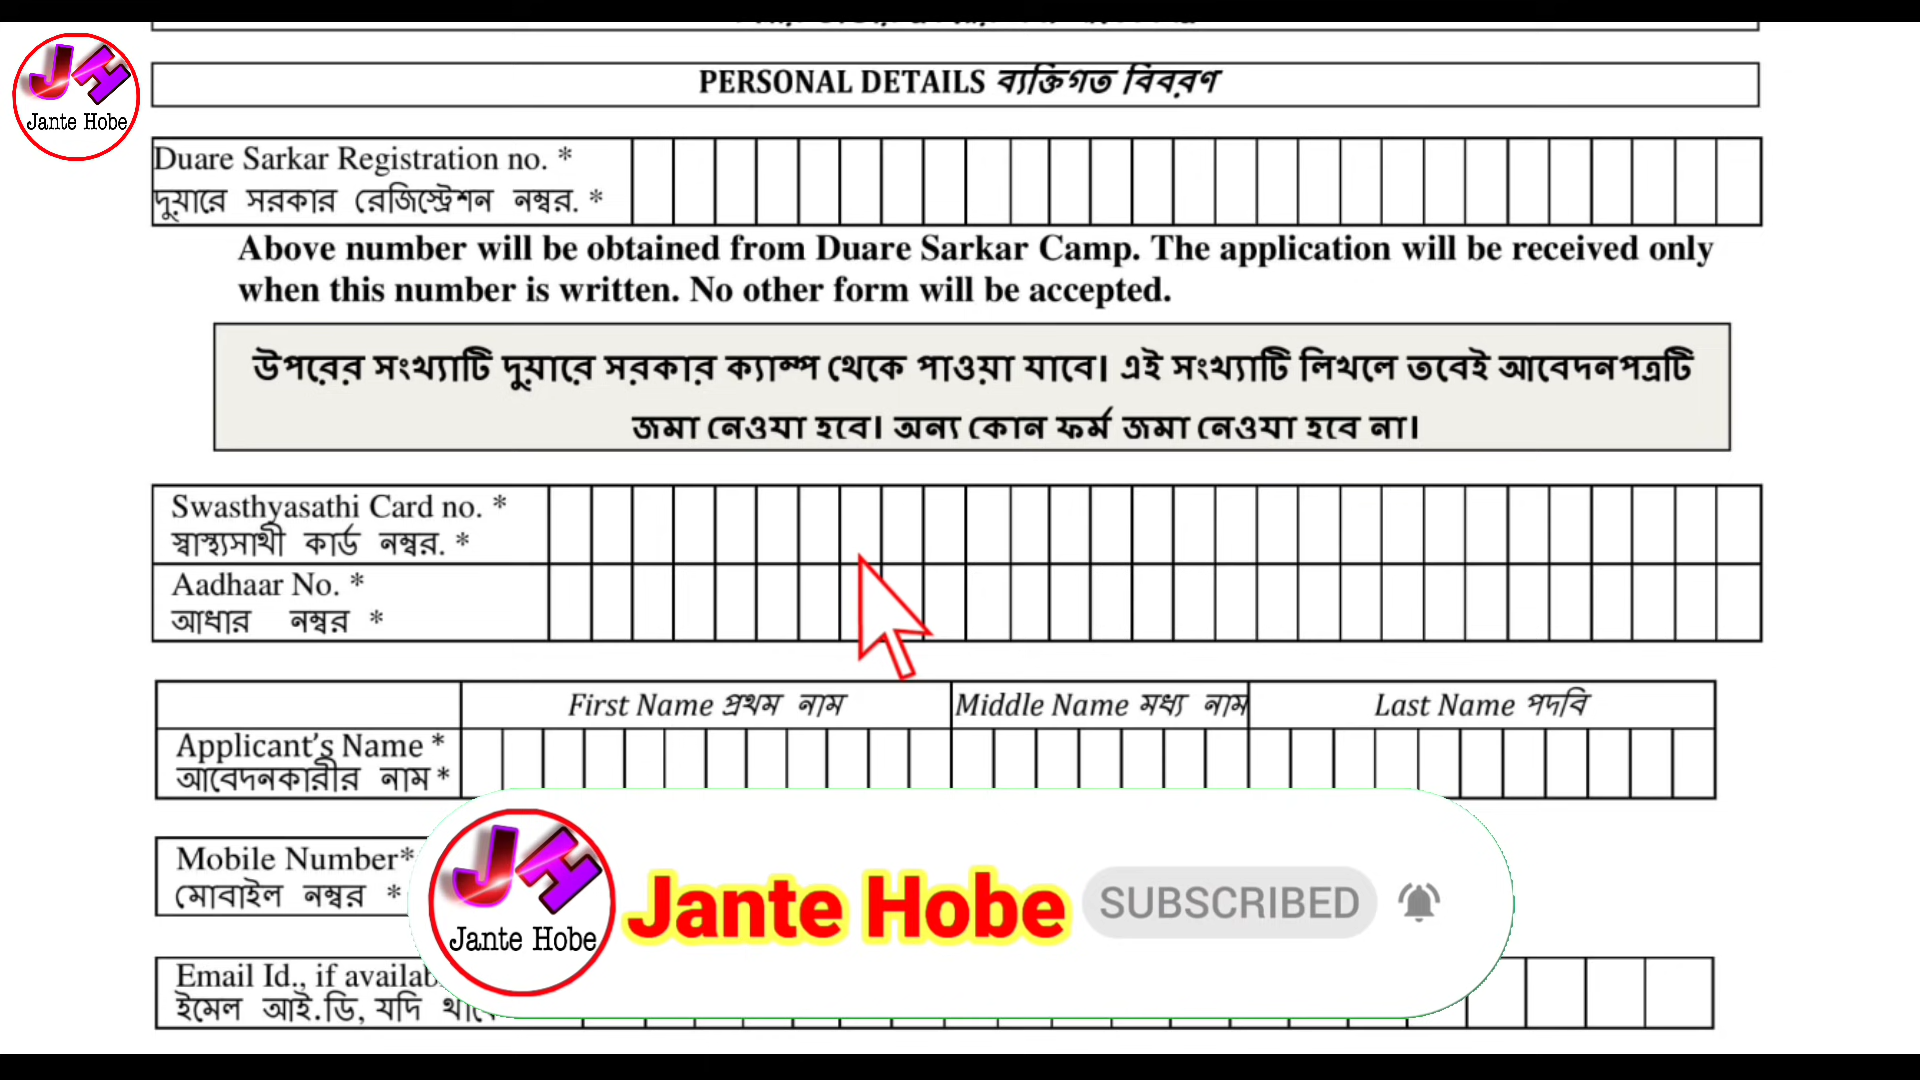 JH
Jante Hobe
PERSONAL DETAILS ব্যক্তিগত বিবরণ
Duare Sarkar Registration no. *
দুয়ারে সরকার রেজিস্ট্রেশন নম্বর. *
Above number will be obtained from Duare Sarkar Camp. The application will be received only
when this number is written. No other form will be accepted.
উপরের সংখ্যাটি দুয়ারে সরকার ক্যাম্প থেকে পাওয়া যাবে। এই সংখ্যাটি লিখলে তবেই আবেদনপত্রটি
জমা নেওয়া হবে। অন্য কোন ফর্ম জমা নেওয়া হবে না।
Swasthyasathi Card no. *
স্বাস্থ্যসাথী কার্ড নম্বর. *
Aadhaar No. *
আধার নম্বর *
First Name প্রথম নাম Middle Name মধ্য নাম Last Name পদবি
Applicant's Name *
আবেদনকারীর নাম *
Mobile Number*
মোবাইল নম্বর *
Email Id., if availab
ইমেল আই.ডি, যদি
JH
Jante Hobe
Jante Hobe SUBSCRIBED